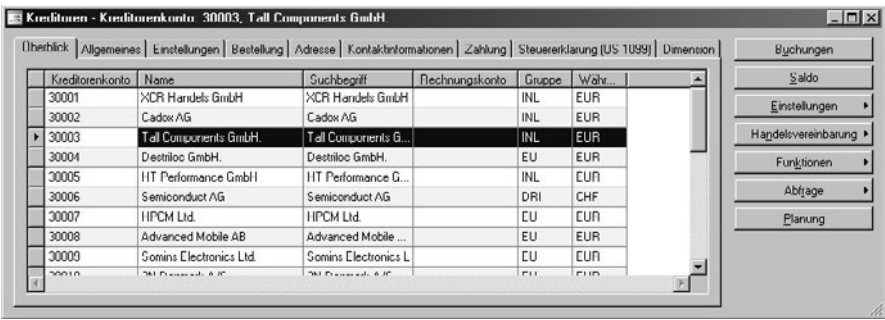 Kreditoren - Kreditorenkonto: 30003, Tall Components GmbH.
Überblick Allgemeines Einstellungen Bestellung Adresse Kontaktinformationen Zahlung Steuererklärung (US 1099) Dimension
Kreditorenkonto Name Suchbegriff Rechnungskonto Gruppe Währ...
30001 XCR Handels GmbH XCR Handels GmbH INL EUR
30002 Cadox AG Cadox AG INL EUR
30003 Tall Components GmbH. Tall Components G... INL EUR
30004 Destriloc GmbH. Destriloc GmbH. EU EUR
30005 HT Performance GmbH HT Performance G... INL EUR
30006 Semiconduct AG Semiconduct AG DRI CHF
30007 HPCM Ltd. HPCM Ltd. EU EUR
30008 Advanced Mobile AB Advanced Mobile ... EU EUR
30009 Somins Electronics Ltd. Somins Electronics L EU EUR
Buchungen
Saldo
Einstellungen
Handelsvereinbarung
Funktionen
Abfrage
Planung